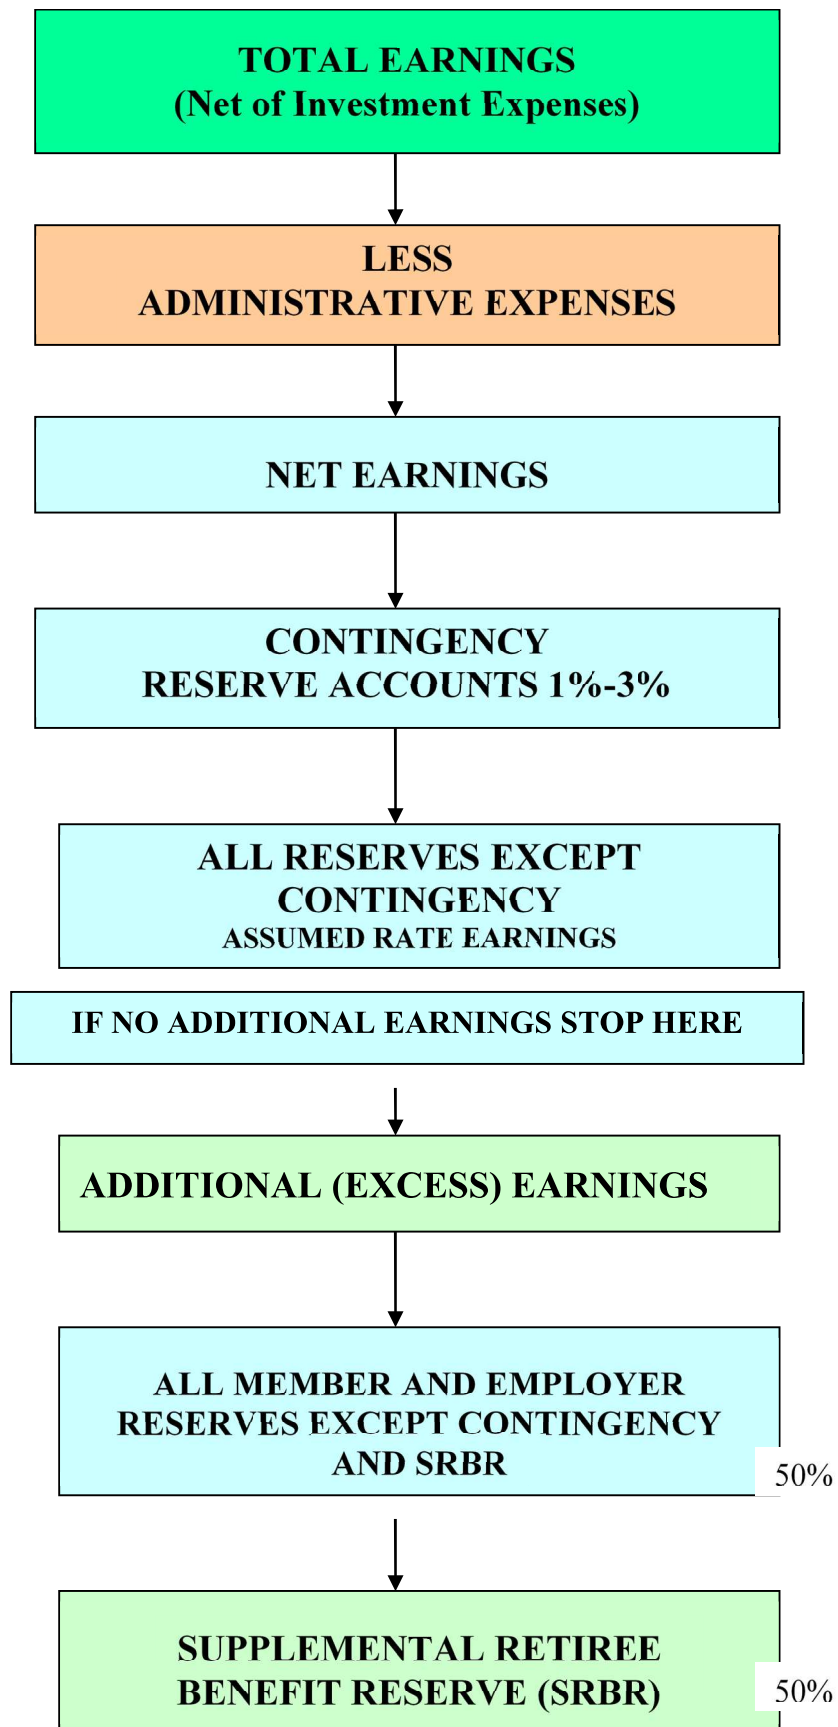 TOTAL EARNINGS
(Net of Investment Expenses)
LESS
ADMINISTRATIVE EXPENSES
NET EARNINGS
CONTINGENCY
RESERVE ACCOUNTS 1%-3%
ALL RESERVES EXCEPT
CONTINGENCY
ASSUMED RATE EARNINGS
IF NO ADDITIONAL EARNINGS STOP HERE
ADDITIONAL (EXCESS) EARNINGS
ALL MEMBER AND EMPLOYER
RESERVES EXCEPT CONTINGENCY
AND SRBR
50%
SUPPLEMENTAL RETIREE
BENEFIT RESERVE (SRBR)
50%